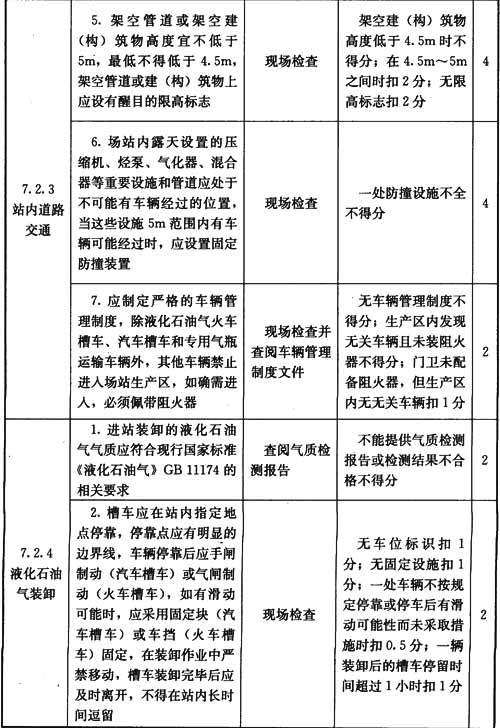 7.2.3
站内道路
交通
5. 架空管道或架空建
（构）筑物高度宜不低于
5m，最低不得低于 4.5m，
架空管道或建（构）筑物上
应设有醒目的限高标志
现场检查
架空建（构）筑物
高度低于 4.5m 时不
得分；在 4.5m～5m
之间时扣 2 分；无限
高标志扣 2 分
4
6. 场站内露天设置的压
缩机、烃泵、气化器、混合
器等重要设施和管道应处于
不可能有车辆经过的位置，
当这些设施 5m 范围内有车
辆可能经过时，应设置固定
防撞装置
现场检查
一处防撞设施不全
不得分
4
7. 应制定严格的车辆管
理制度，除液化石油气火车
槽车、汽车槽车和专用气瓶
运输车辆外，其他车辆禁止
进入场站生产区，如确需进
入，必须佩带阻火器
现场检查并
查阅车辆管理
制度文件
无车辆管理制度不
得分；生产区内发现
无关车辆且未装阻火
器不得分；门卫未配
备阻火器，但生产区
内无无关车辆扣 1 分
2
7.2.4
液化石油
气装卸
1. 进站装卸的液化石油
气气质应符合现行国家标准
《液化石油气》GB 11174 的
相关要求
查阅气质检
测报告
不能提供气质检测
报告或检测结果不合
格不得分
2
2. 槽车应在站内指定地
点停靠，停靠点应有明显的
边界线，车辆停靠后应手闸
制动（汽车槽车）或气闸制
动（火车槽车），如有滑动
可能时，应采用固定块（汽
车槽车）或车挡（火车槽
车）固定，在装卸作业中严
禁移动，槽车装卸完毕后应
及时离开，不得在站内长时
间逗留
现场检查
无车位标识扣 1
分；无固定设施扣 1
分；一处车辆不按规
定停靠或停车后有滑
动可能性而未采取措
施时扣 0.5 分；一辆
装卸后的槽车停留时
间超过 1 小时扣 1 分
2